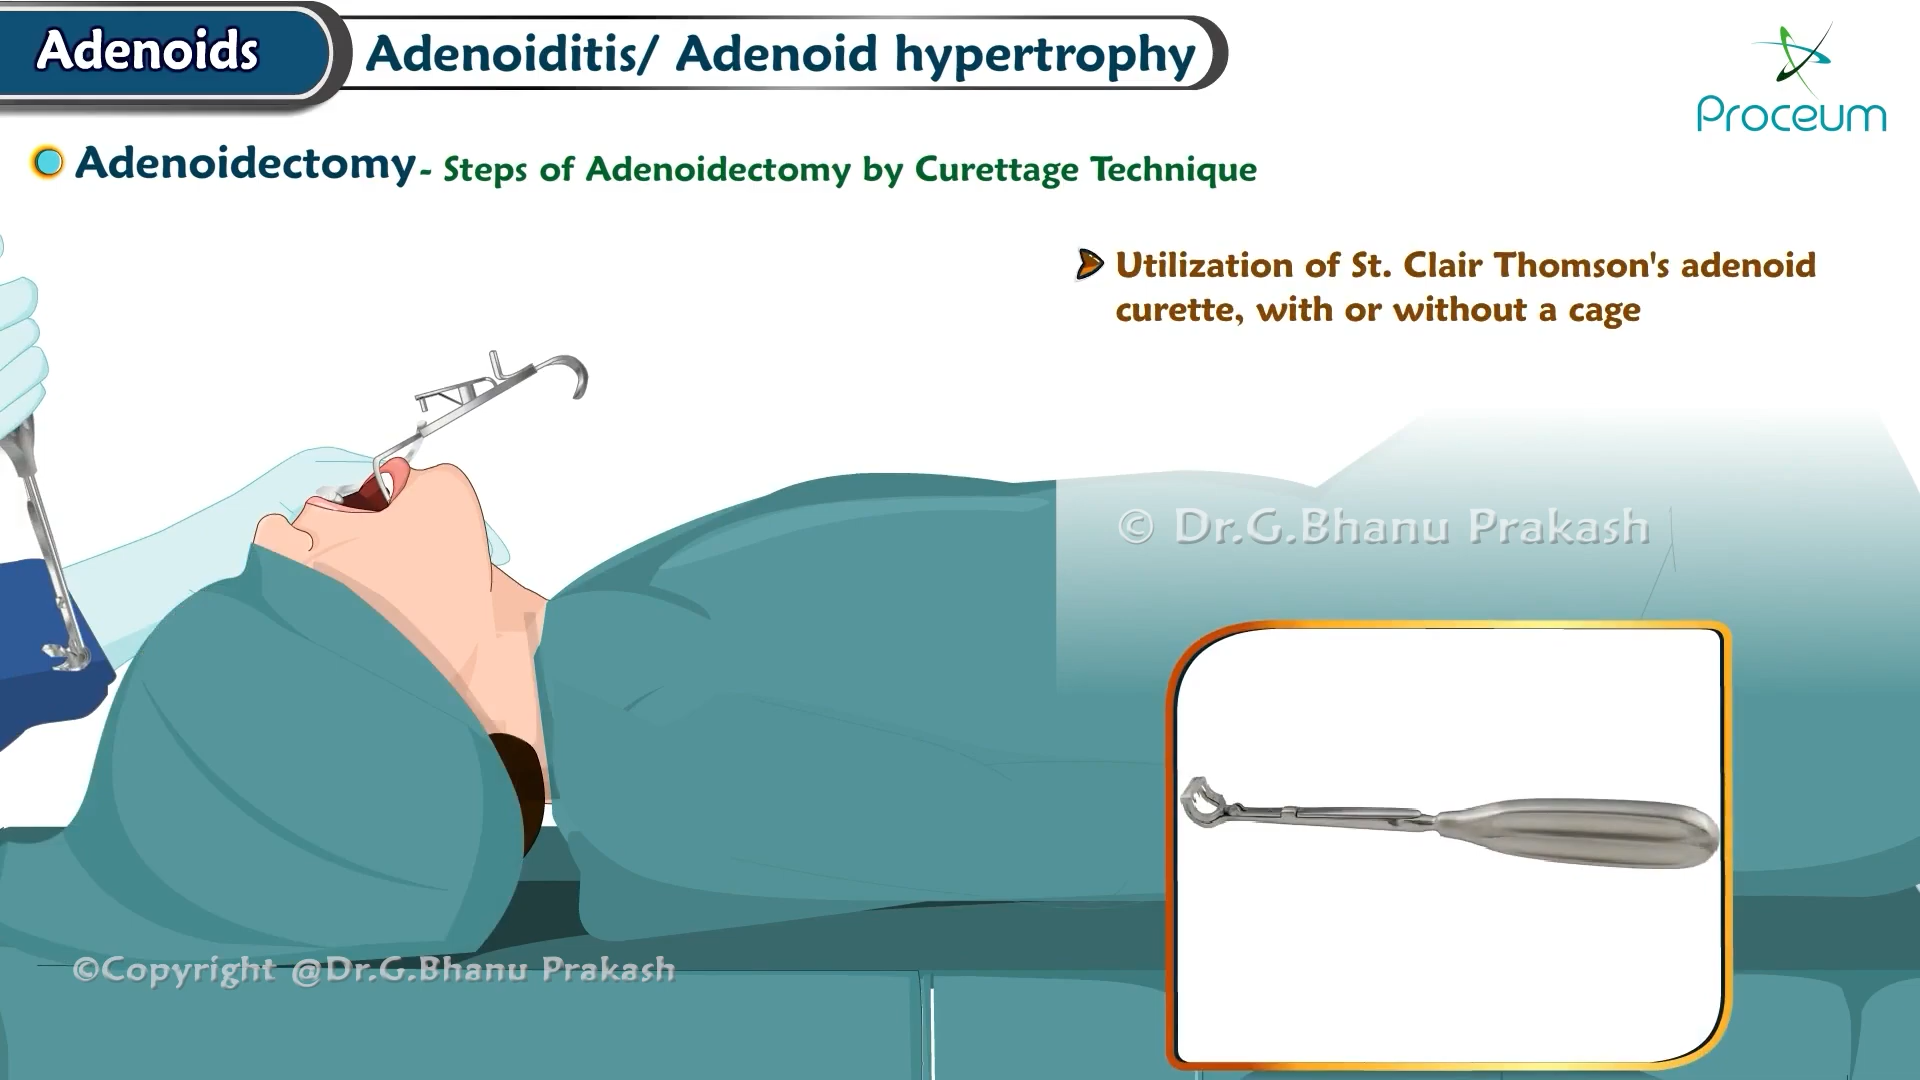 Adenoids
Adenoiditis/ Adenoid hypertrophy
Proceum
Adenoidectomy - Steps of Adenoidectomy by Curettage Technique
Utilization of St. Clair Thomson's adenoid
curette, with or without a cage
© Dr.G.Bhanu Prakash
©Copyright @Dr.G.Bhanu Prakash